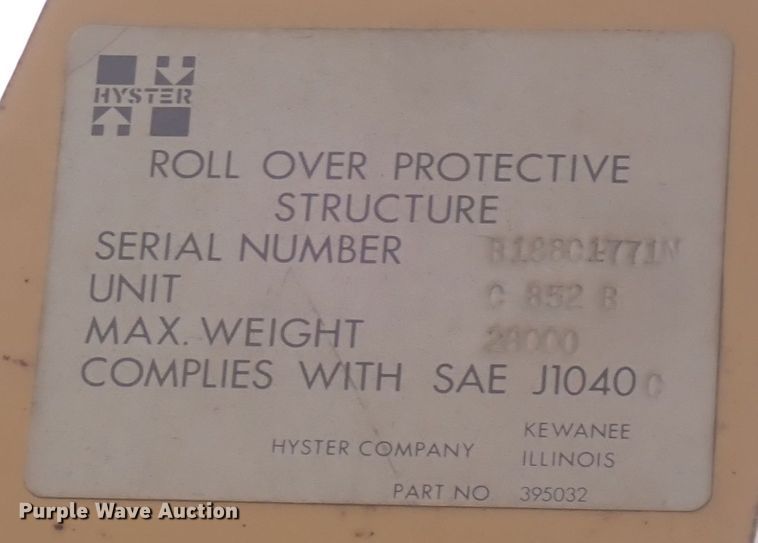 HYSTER
ROLL OVER PROTECTIVE
STRUCTURE
SERIAL NUMBER
UNIT C 852 B
MAX. WEIGHT 28000
COMPLIES WITH SAE J1040 C
HYSTER COMPANY KEWANEE
ILLINOIS
PART NO 395032
Purple Wave Auction